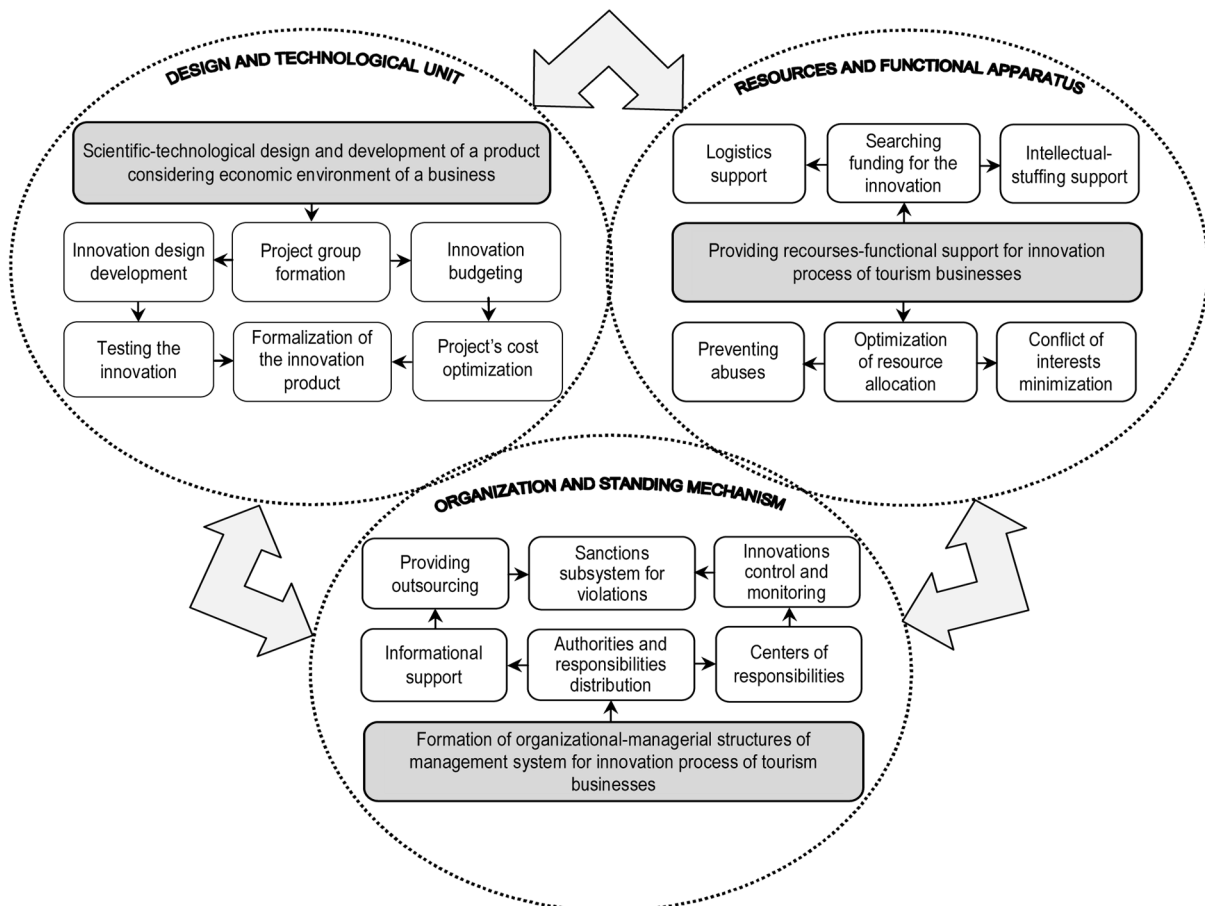 DESIGN AND TECHNOLOGICAL UNIT
Scientific-technological design and development of a product
considering economic environment of a business
Innovation design
development
Project group
formation
Innovation
budgeting
Testing the
innovation
Formalization of
the innovation
product
Project's cost
optimization
RESOURCES AND FUNCTIONAL APPARATUS
Logistics
support
Searching
funding for the
innovation
Intellectual-
stuffing support
Providing recourses-functional support for innovation
process of tourism businesses
Preventing
abuses
Optimization
of resource
allocation
Conflict of
interests
minimization
ORGANIZATION AND STANDING MECHANISM
Providing
outsourcing
Sanctions
subsystem for
violations
Innovations
control and
monitoring
Informational
support
Authorities and
responsibilities
distribution
Centers of
responsibilities
Formation of organizational-managerial structures of
management system for innovation process of tourism
businesses